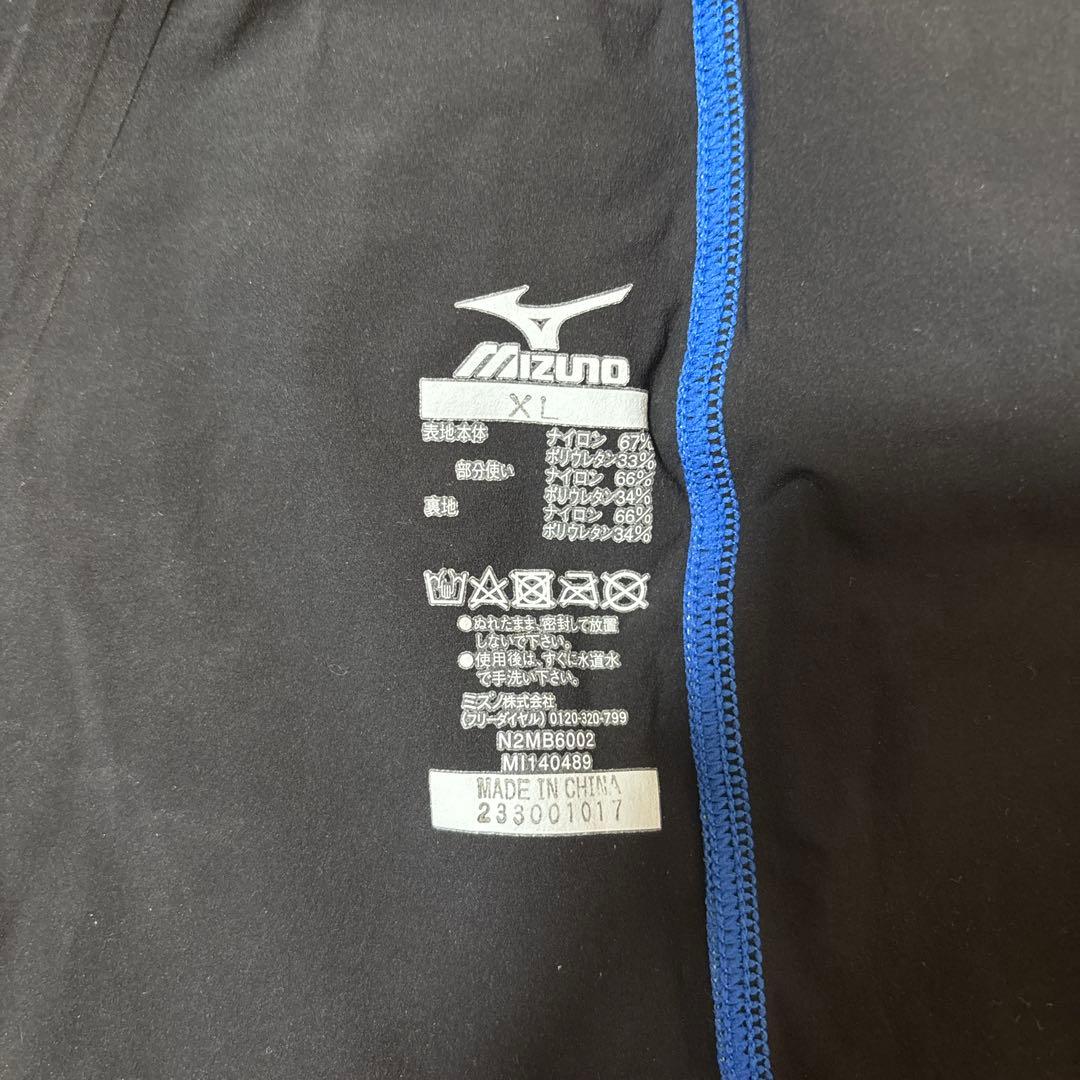 MIZUNO
XL
表地本体 ナイロン 67%
ポリウレタン33%
部分使い ナイロン 66%
ポリウレタン34%
裏地 ナイロン 66%
ポリウレタン34%
●ぬれたまま、密封して放置
しないで下さい。
●使用後は、すぐに水道水
で手洗い下さい。
ミズノ株式会社
(フリーダイヤル) 0120-320-799
N2MB6002
MI140489
MADE IN CHINA
233001017